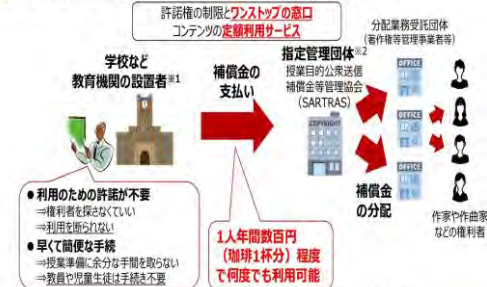 許諾権の制限とワンストップの窓口
コンテンツの定額利用サービス
学校など
教育機関の設置者※1
補償金の
支払い
指定管理団体※2
授業目的公衆送信
補償金等管理協会
(SARTRAS)
分配業務受託団体
(著作権等管理事業者等)
OFFICE
COPYRIGHT
OFFICE
OFFICE
補償金
の分配
作家や作曲家
などの権利者
● 利用のための許諾が不要
⇒権利者を探さなくていい
⇒利用を断られない
● 早くて簡便な手続
⇒授業準備に余分な手間を取らない
⇒教員や児童生徒は手続き不要
1人年間数百円
(珈琲1杯分)程度
で何度でも利用可能